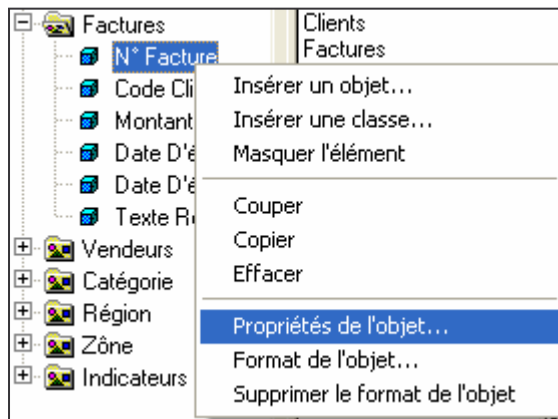 Factures
N° Facture
Code Cli
Montant
Date D'é
Date D'é
Texte R
Vendeurs
Catégorie
Région
Zône
Indicateurs
Clients
Factures
Insérer un objet...
Insérer une classe...
Masquer l'élément
Couper
Copier
Effacer
Propriétés de l'objet...
Format de l'objet...
Supprimer le format de l'objet